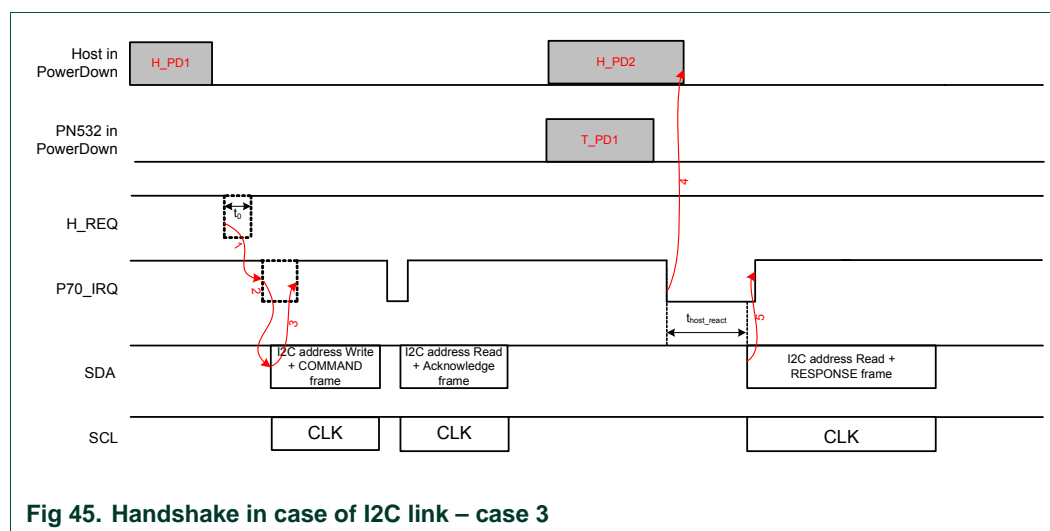 Host in
PowerDown
H_PD1
H_PD2
PN532 in
PowerDown
T_PD1
4
H_REQ
t0
1
P70_IRQ
2
3
thost_react
5
SDA
I2C address Write
+ COMMAND
frame
I2C address Read
+ Acknowledge
frame
I2C address Read +
RESPONSE frame
SCL
CLK
CLK
CLK
Fig 45. Handshake in case of I2C link – case 3